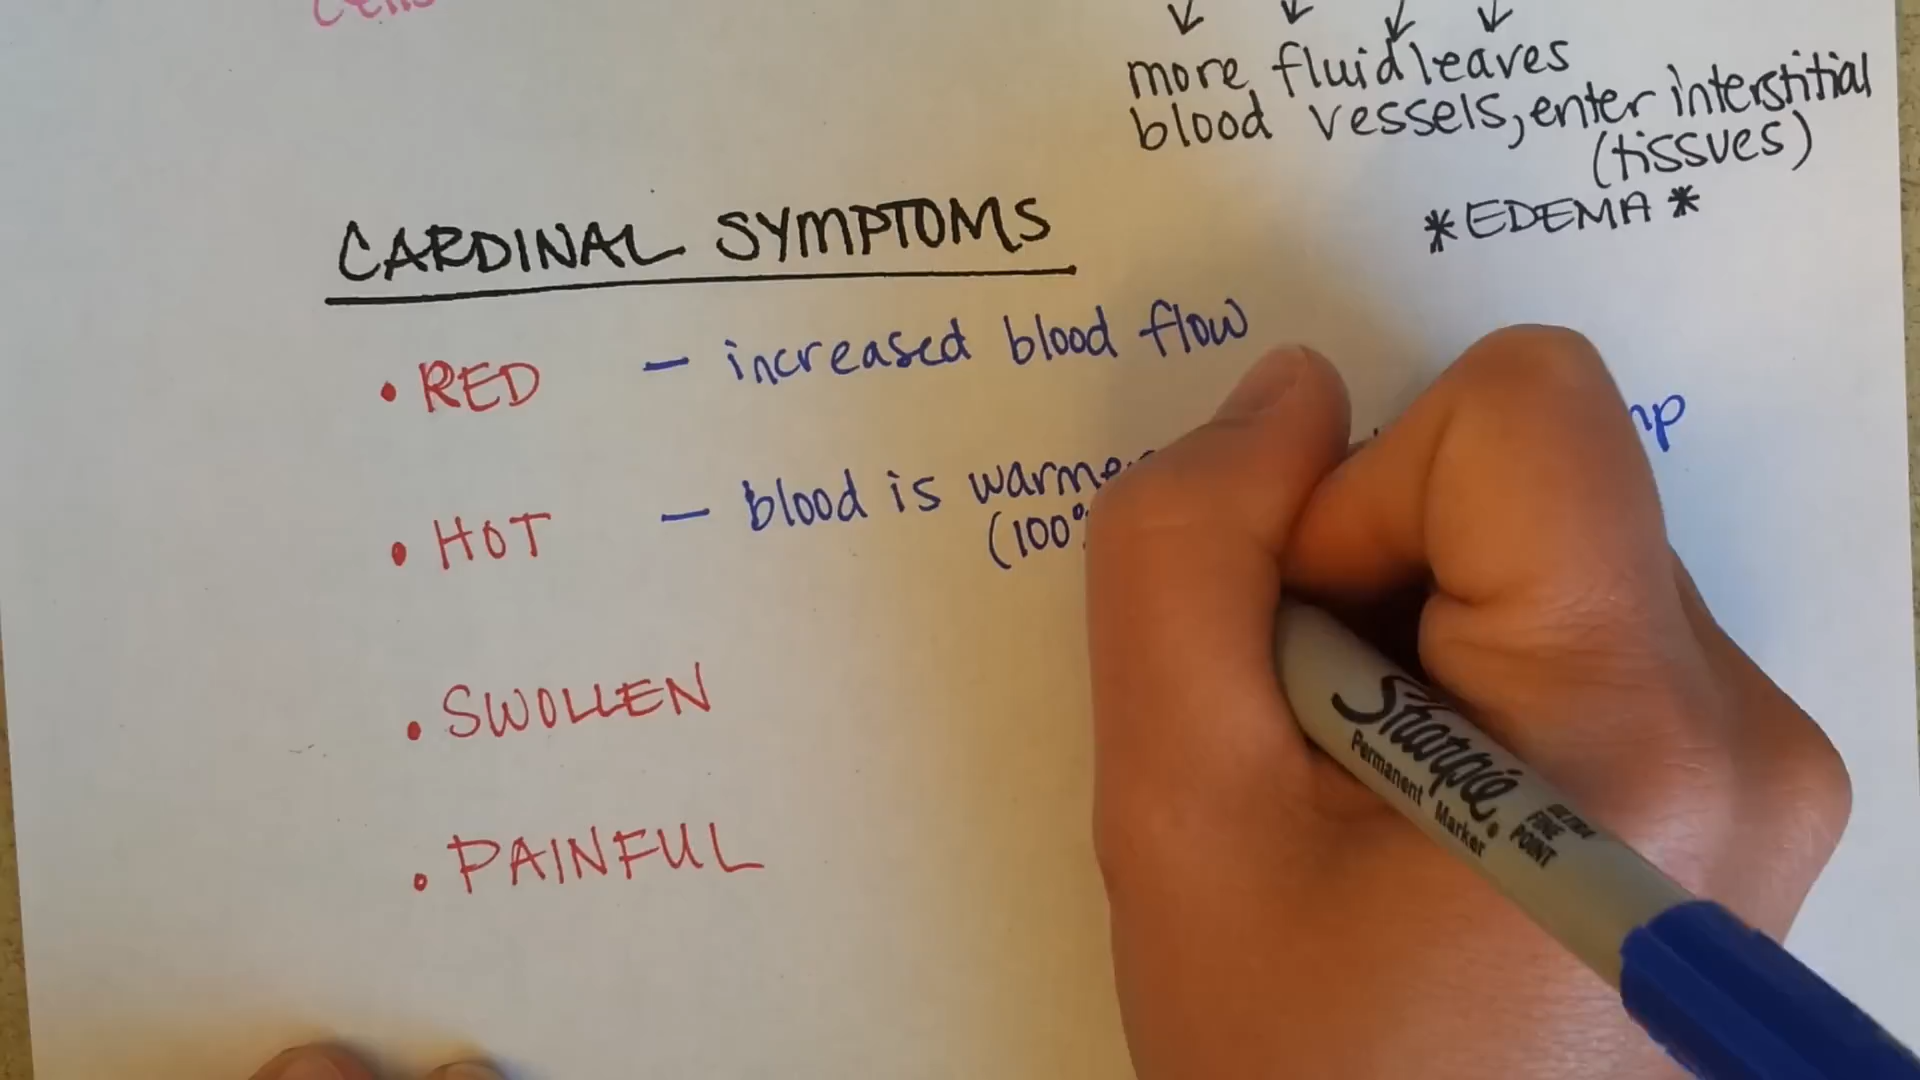 more fluid leaves
blood vessels, enter interstitial
(tissues)
*EDEMA*
CARDINAL SYMPTOMS
• RED — increased blood flow
• HOT — blood is
(100°
• SWOLLEN
• PAINFUL
Sharpie.
Permanent Marker
ULTRA
FINE
POINT